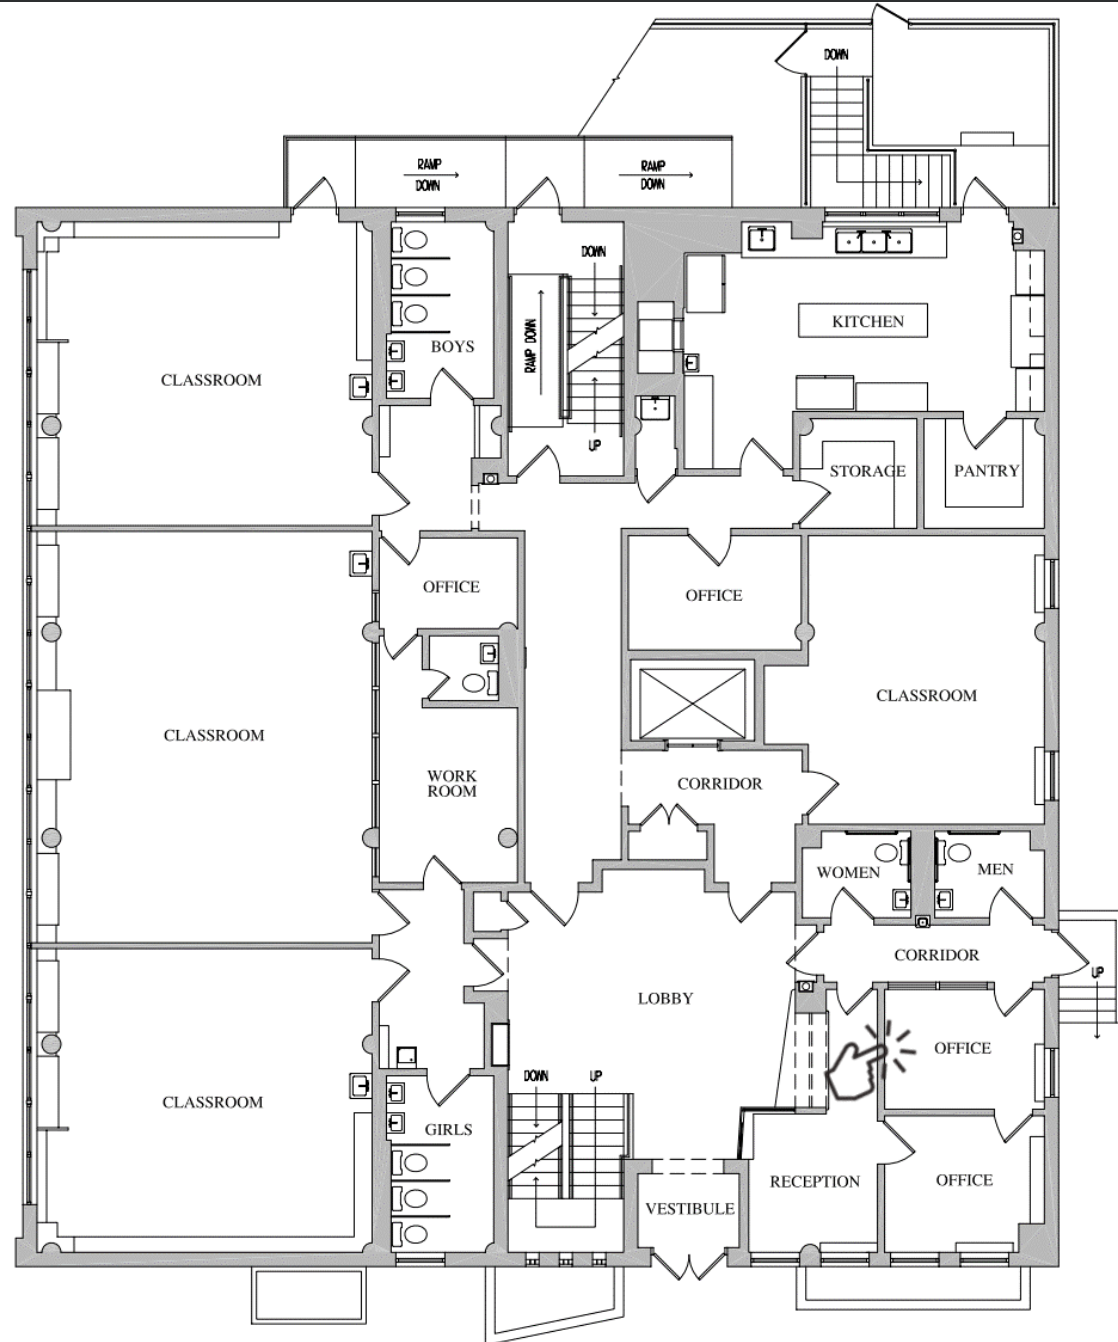 DOWN
RAMP
DOWN
RAMP
DOWN
DOWN
RAMP DOWN
UP
BOYS
KITCHEN
CLASSROOM
STORAGE
PANTRY
OFFICE
OFFICE
CLASSROOM
CLASSROOM
WORK
ROOM
CORRIDOR
WOMEN
MEN
CORRIDOR
UP
LOBBY
OFFICE
DOWN
UP
CLASSROOM
GIRLS
RECEPTION
OFFICE
VESTIBULE